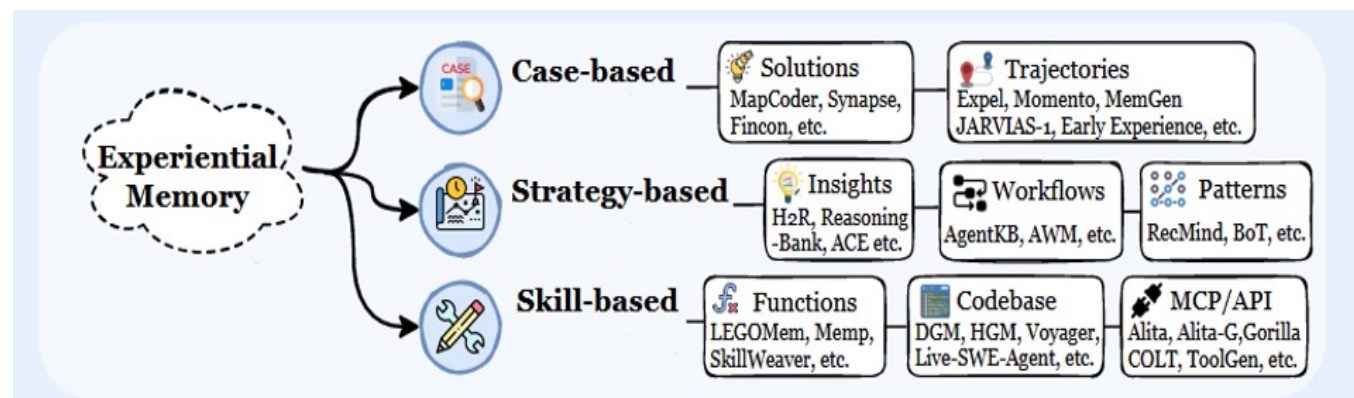 Experiential
Memory
CASE
Case-based
Solutions
MapCoder, Synapse,
Fincon, etc.
Trajectories
Expel, Momento, MemGen
JARVIAS-1, Early Experience, etc.
Strategy-based
Insights
H2R, Reasoning
-Bank, ACE etc.
Workflows
AgentKB, AWM, etc.
Patterns
RecMind, BoT, etc.
Skill-based
fx Functions
LEGOMem, Memp,
SkillWeaver, etc.
Codebase
DGM, HGM, Voyager,
Live-SWE-Agent, etc.
MCP/API
Alita, Alita-G,Gorilla
COLT, ToolGen, etc.